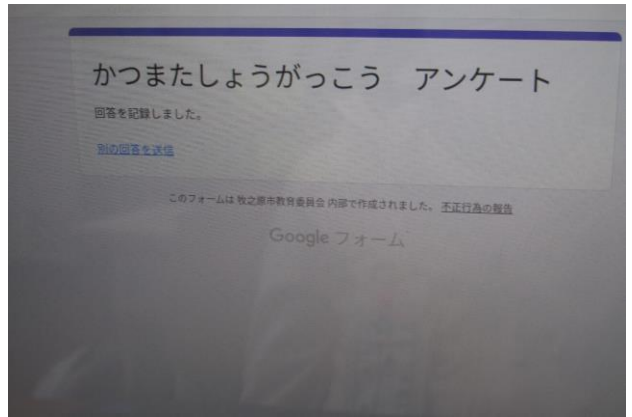 かつまたしょうがっこう　アンケート
回答を記録しました。
別の回答を送信
このフォームは 牧之原市教育委員会 内部で作成されました。 不正行為の報告
Google フォーム